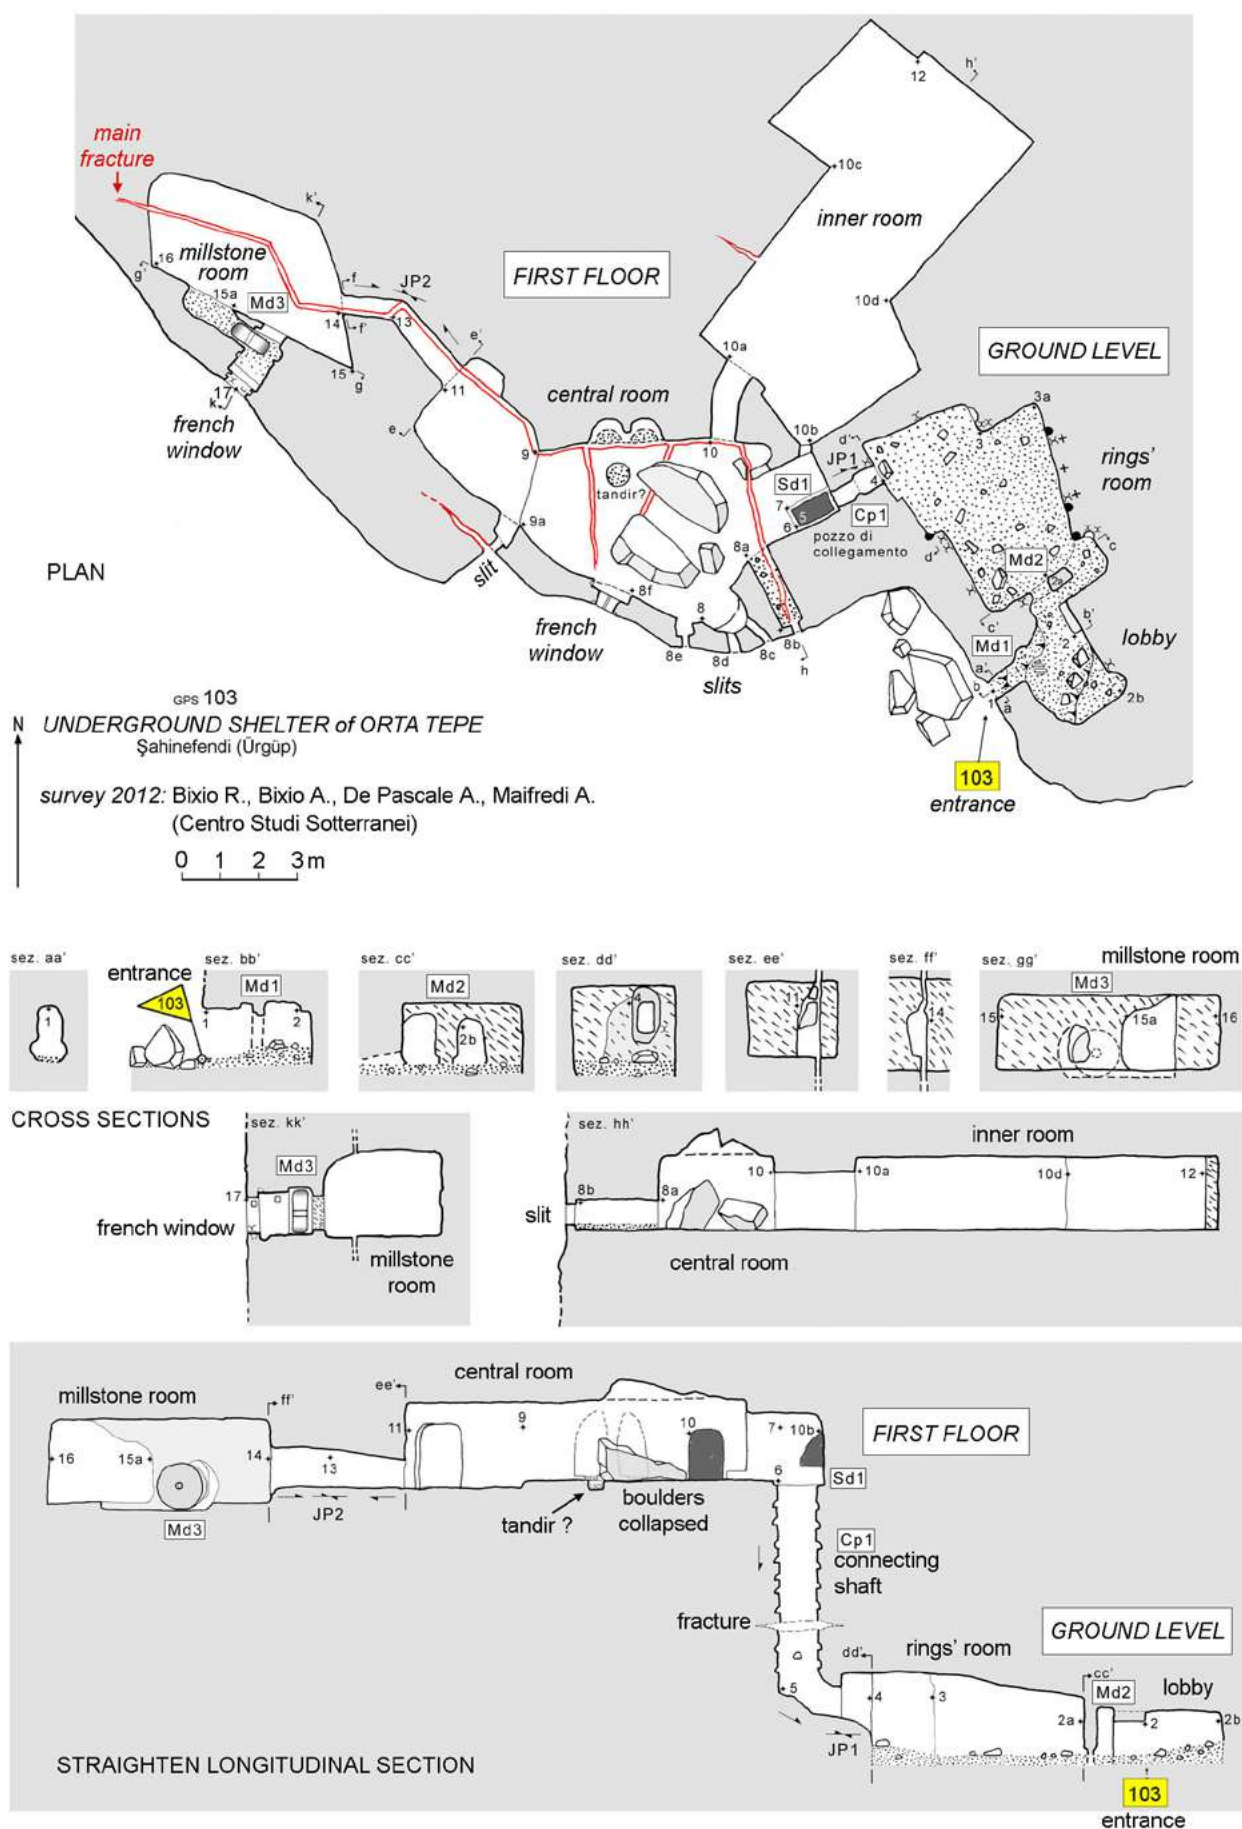 main
fracture
k'
h'
12
10c
inner room
FIRST FLOOR
16
g'
millstone
room
15a
Md3
f
JP2
14
f'
13
15
g
17
k
french
window
e'
11
e
central room
10d
10a
GROUND LEVEL
3a
3
rings'
room
10b
d'
JP1
4
9
10
tandir?
Sd1
7
5
6
Cp1
pozzo di
collegamento
9a
8a
PLAN
slit
8f
8
french
window
8e
8d
8c
8b
h
slits
d
c
Md2
2a
c'
b'
Md1
2
lobby
a'
b
1
a
2b
103
entrance
GPS 103
N
UNDERGROUND SHELTER of ORTA TEPE
Şahinefendi (Ürgüp)
survey 2012: Bixio R., Bixio A., De Pascale A., Maifredi A.
(Centro Studi Sotterranei)
0 1 2 3 m
sez. aa'
1
entrance
103
sez. bb'
Md1
1
2
sez. cc'
Md2
2b
sez. dd'
4
sez. ee'
11
sez. ff'
14
sez. gg'
millstone room
Md3
15
15a
16
CROSS SECTIONS
sez. kk'
Md3
17
french window
millstone
room
sez. hh'
inner room
8b
8a
10
10a
10d
12
slit
central room
central room
millstone room
ff'
ee'
11
9
10
7
10b
FIRST FLOOR
16
15a
14
13
6
Sd1
Md3
JP2
tandir ?
boulders
collapsed
Cp1
connecting
shaft
fracture
GROUND LEVEL
rings' room
dd'
cc'
Md2
lobby
5
4
3
2a
2
2b
JP1
STRAIGHTEN LONGITUDINAL SECTION
103
entrance